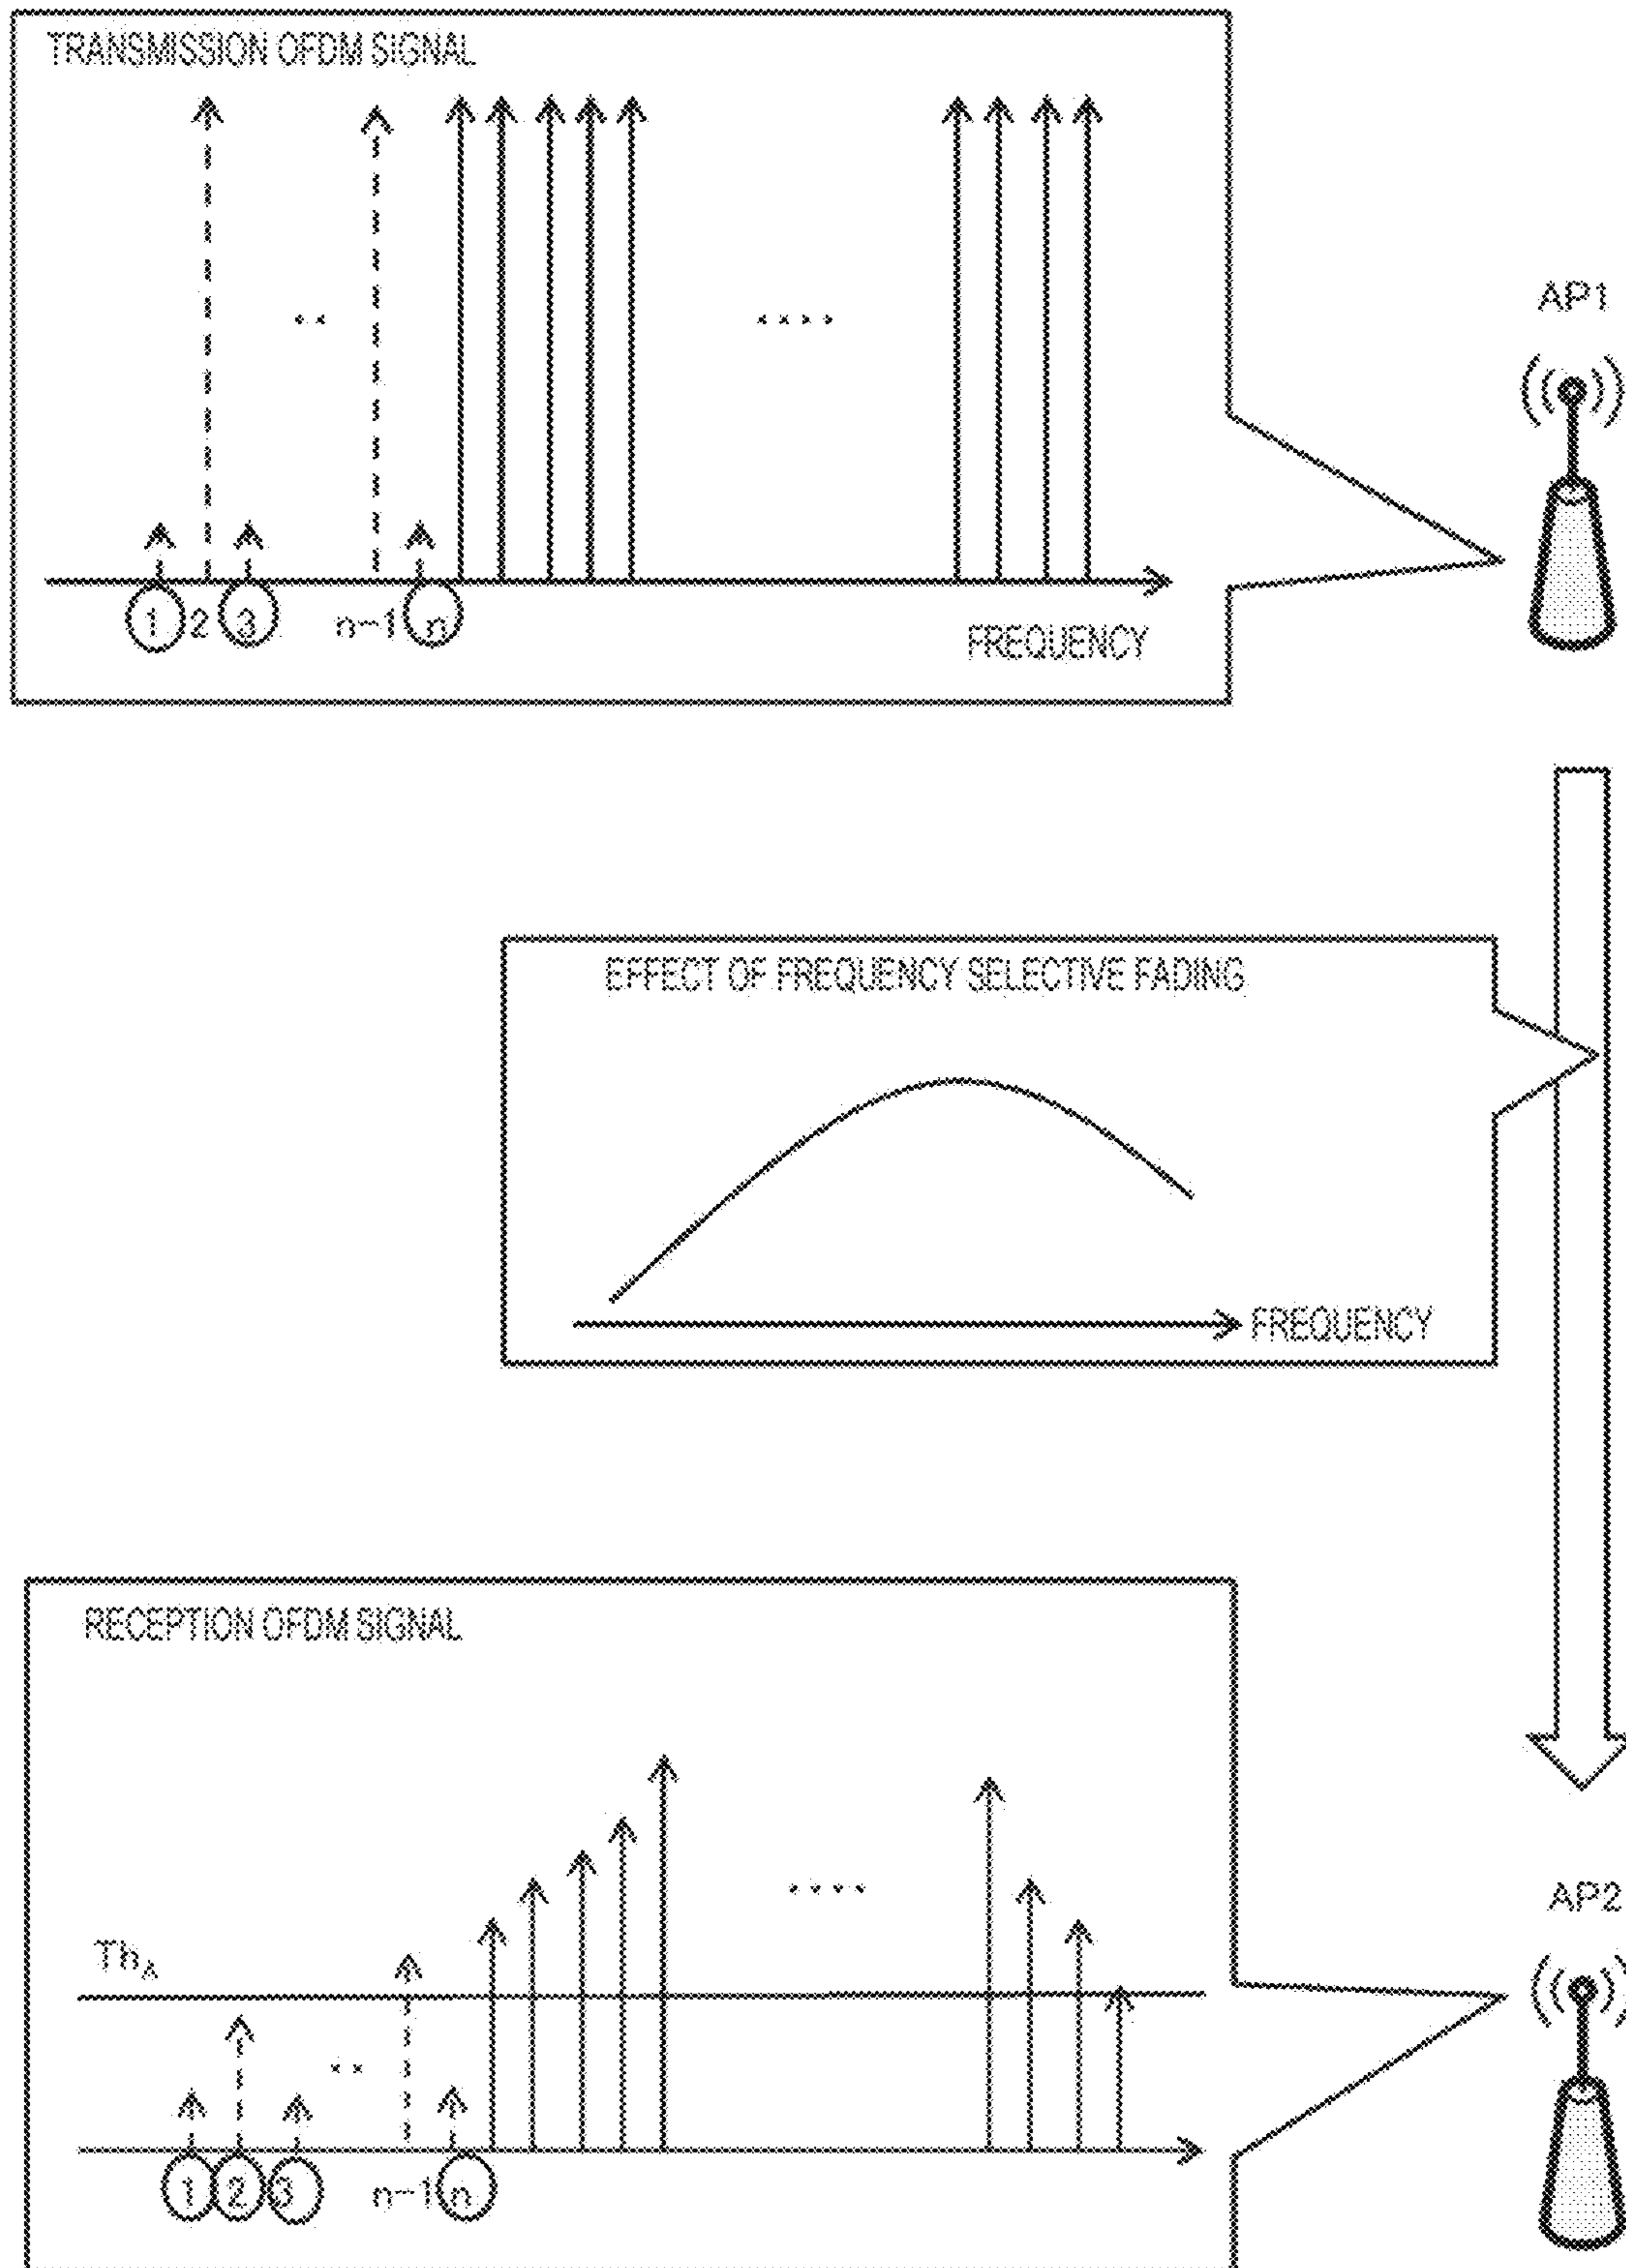 TRANSMISSION OFDM SIGNAL
AP1
1 2 3 n-1 n
FREQUENCY
EFFECT OF FREQUENCY SELECTIVE FADING
FREQUENCY
RECEPTION OFDM SIGNAL
AP2
ThA
1 2 3 n-1 n